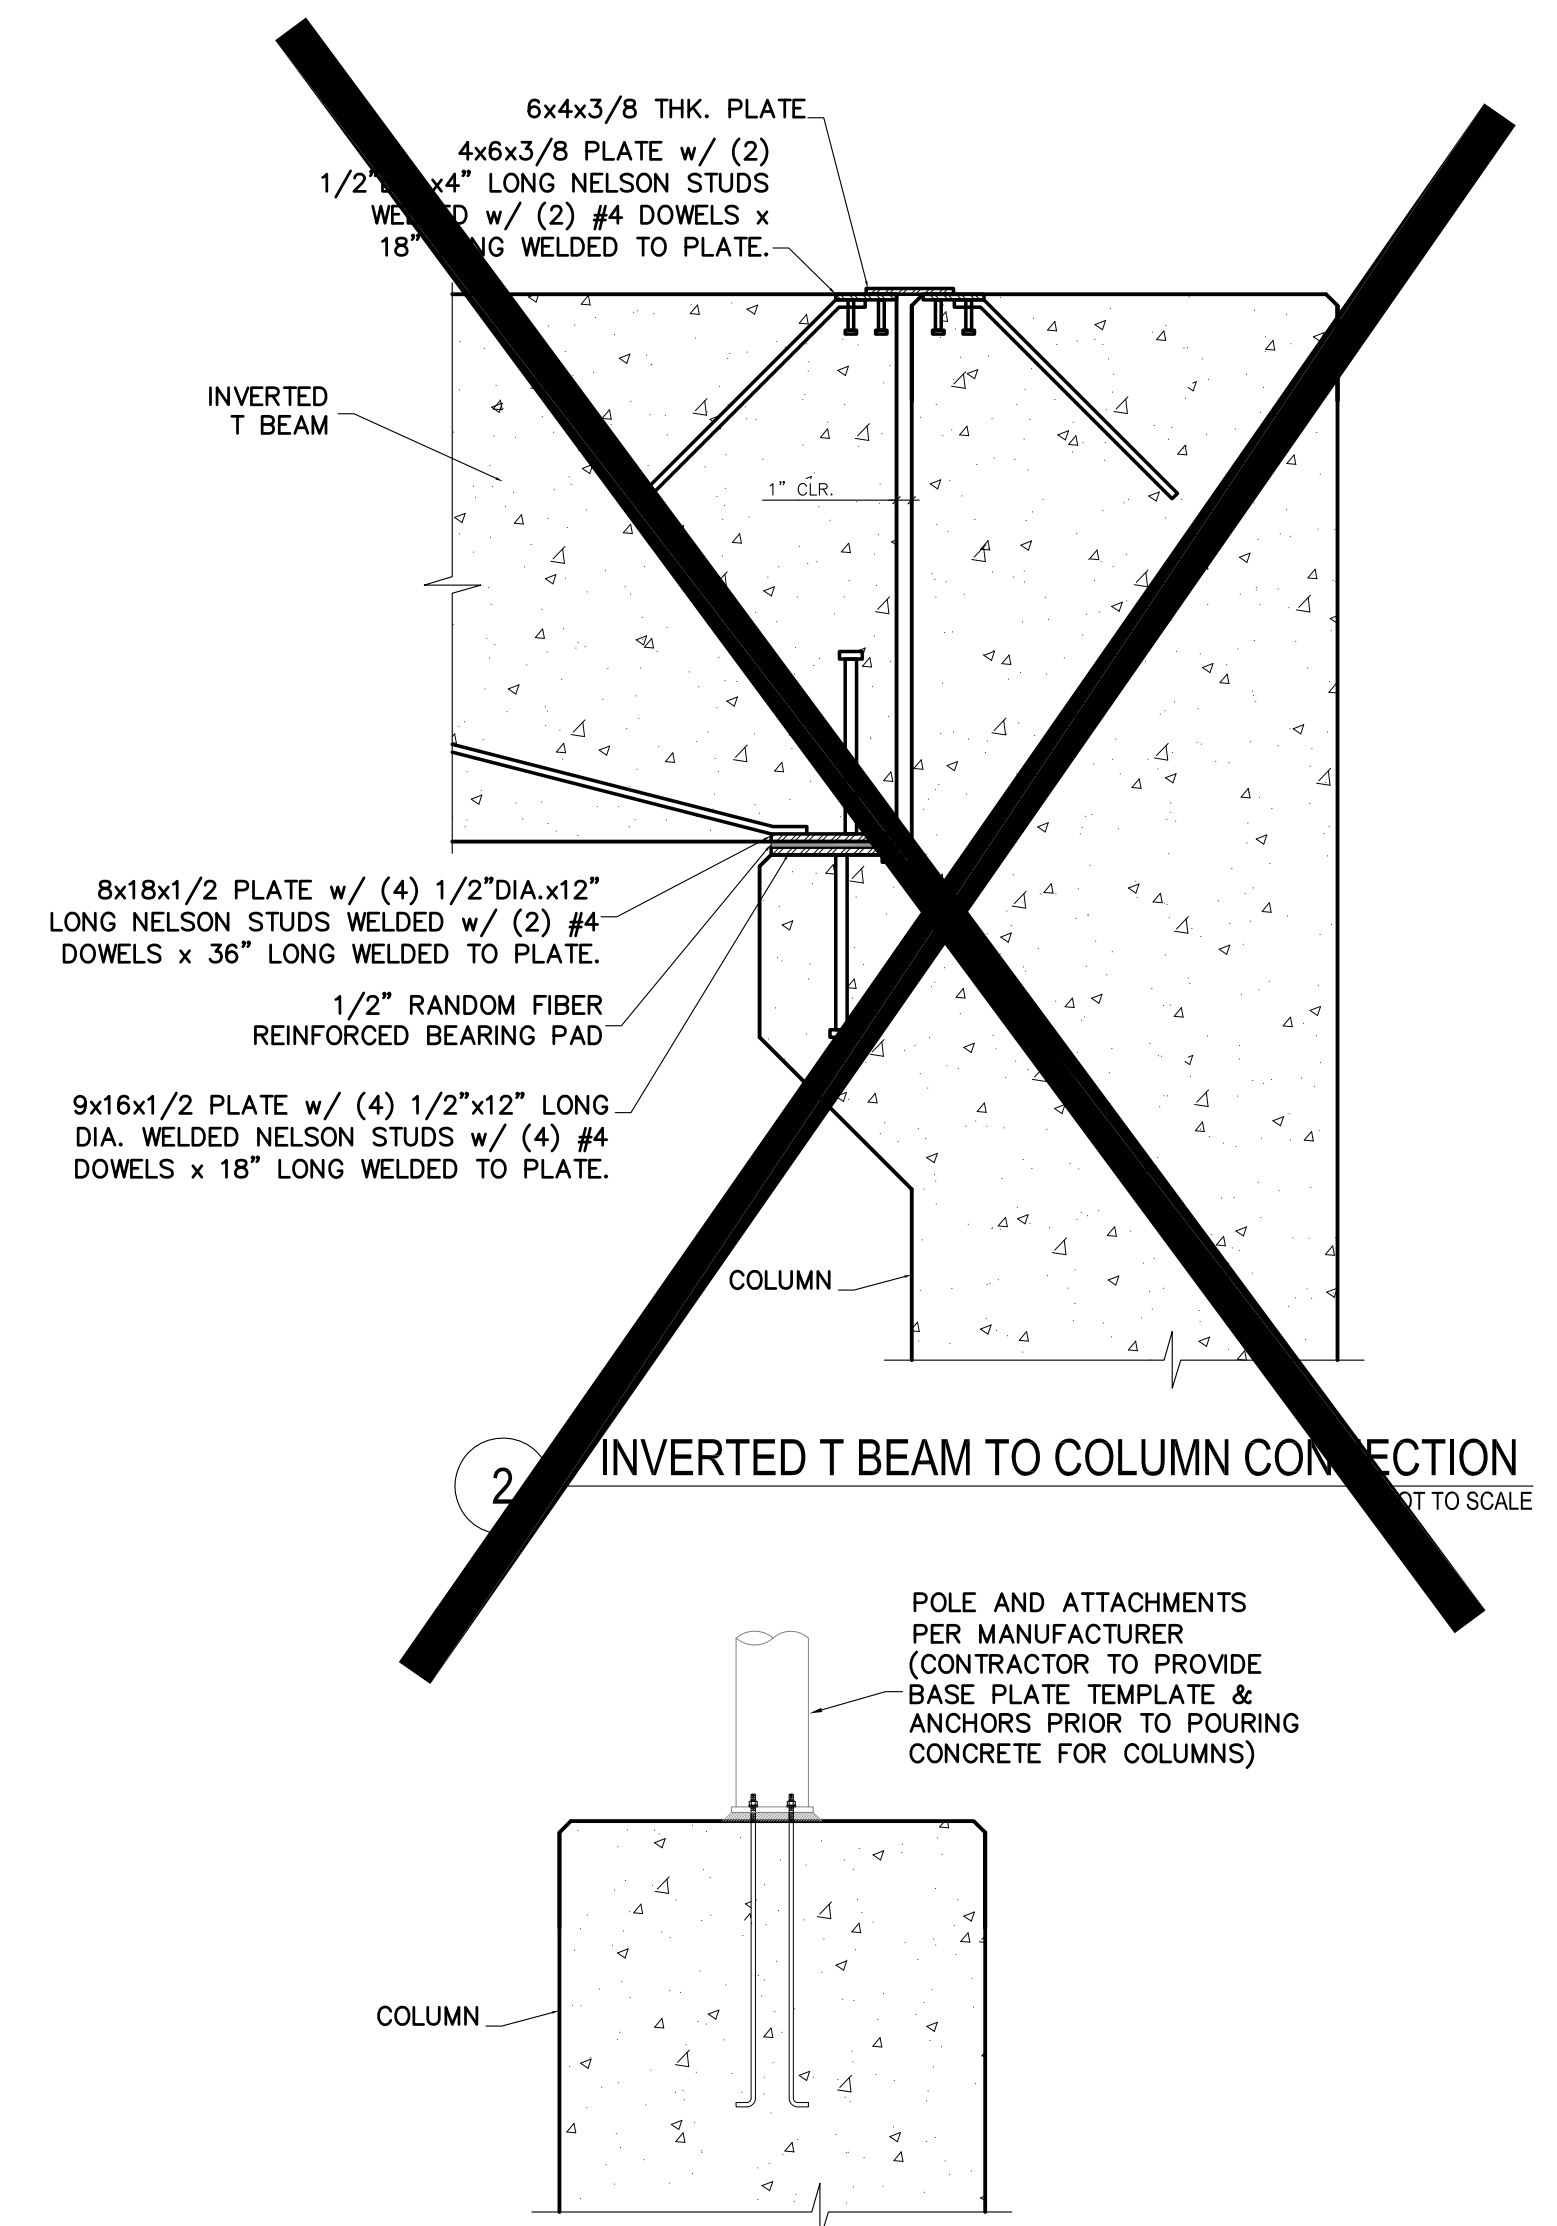 6x4x3/8 THK. PLATE
4x6x3/8 PLATE w/ (2)
1/2" x4" LONG NELSON STUDS
w/ (2) #4 DOWELS x
18" WELDED TO PLATE.
INVERTED
T BEAM
1" CLR.
8x18x1/2 PLATE w/ (4) 1/2"DIA.x12"
LONG NELSON STUDS WELDED w/ (2) #4
DOWELS x 36" LONG WELDED TO PLATE.
1/2" RANDOM FIBER
REINFORCED BEARING PAD
9x16x1/2 PLATE w/ (4) 1/2"x12" LONG
DIA. WELDED NELSON STUDS w/ (4) #4
DOWELS x 18" LONG WELDED TO PLATE.
COLUMN
2
INVERTED T BEAM TO COLUMN CONNECTION
NOT TO SCALE
POLE AND ATTACHMENTS
PER MANUFACTURER
(CONTRACTOR TO PROVIDE
BASE PLATE TEMPLATE &
ANCHORS PRIOR TO POURING
CONCRETE FOR COLUMNS)
COLUMN